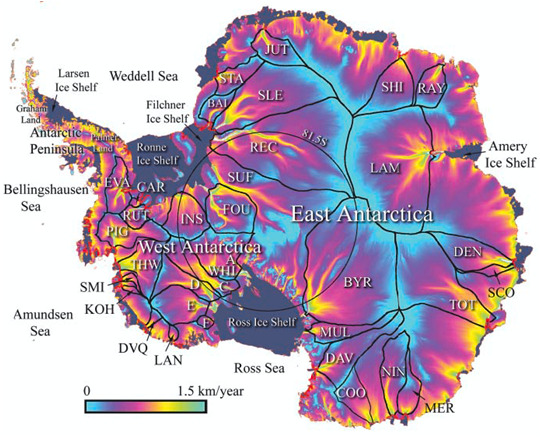 JUT
Weddell Sea
STA
Larsen
Ice Shelf
SHI
RAY
BAI
SLE
Filchner
Ice Shelf
Graham
Land
81.5S
Antarctic
Peninsula
Palmer
Land
Ronne
Ice Shelf
REC
Amery
Ice Shelf
LAM
SUF
EVA
CAR
Bellingshausen
Sea
INS
FOU
RUT
East Antarctica
PIG
West Antarctica
DEN
THW
A
WHI
SMI
D
C
BYR
SCO
KOH
E
TOT
Amundsen
Sea
F
Ross Ice Shelf
MUL
DVQ
LAN
Ross Sea
DAV
NIN
COO
MER
0
1.5 km/year